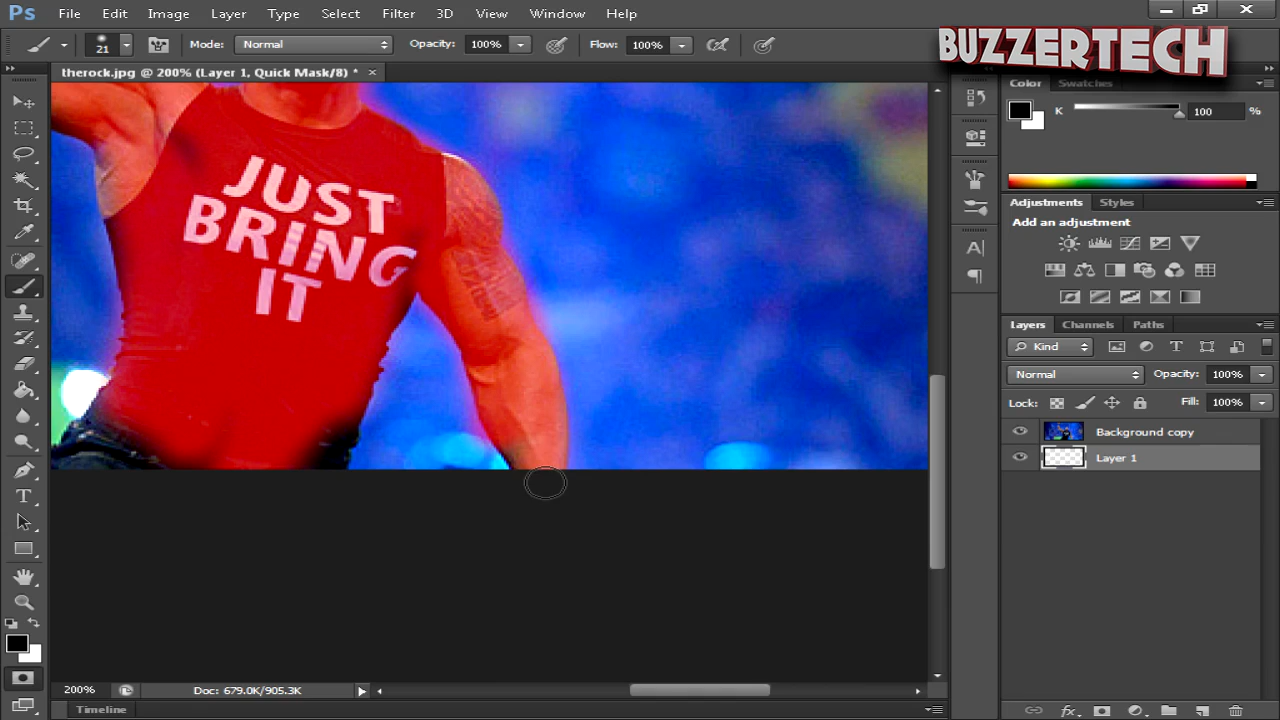 Ps File Edit Image Layer Type Select Filter 3D View Window Help
21 Mode: Normal Opacity: 100% Flow: 100%
BUZZERTECH
therock.jpg @ 200% (Layer 1, Quick Mask/8) * ×
Color Swatches
K 100 %
JUST
BRING
IT
Adjustments Styles
Add an adjustment
Layers Channels Paths
Kind
Normal Opacity: 100%
Lock: Fill: 100%
Background copy
Layer 1
200% Doc: 679.0K/905.3K
Timeline